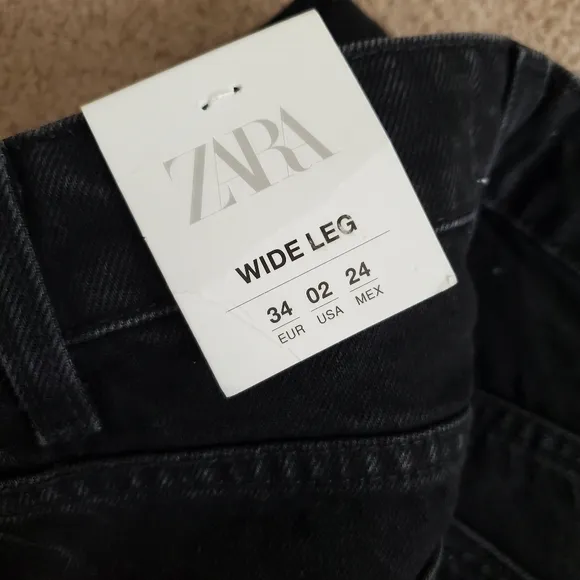 ZARA
WIDE LEG
34 02 24
EUR USA MEX